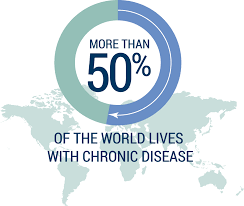 MORE THAN
50%
OF THE WORLD LIVES
WITH CHRONIC DISEASE